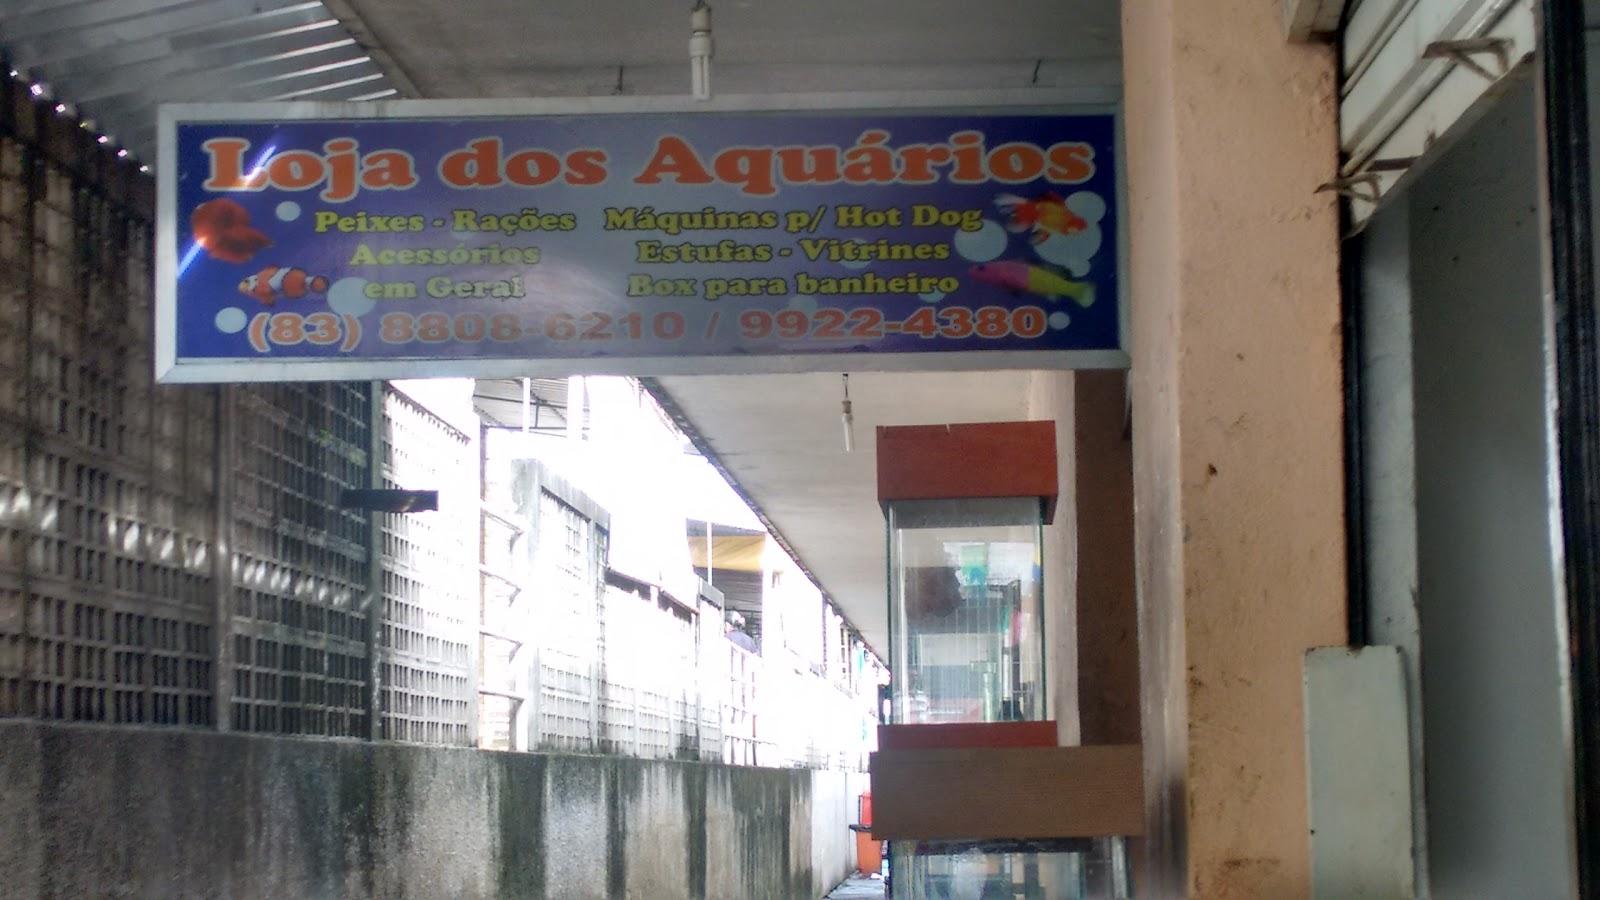 Loja dos Aquários
Peixes - Rações Máquinas p/ Hot Dog
Acessórios Estufas - Vitrines
em Geral Box para banheiro
(83) 8808-6210 / 9922-4380